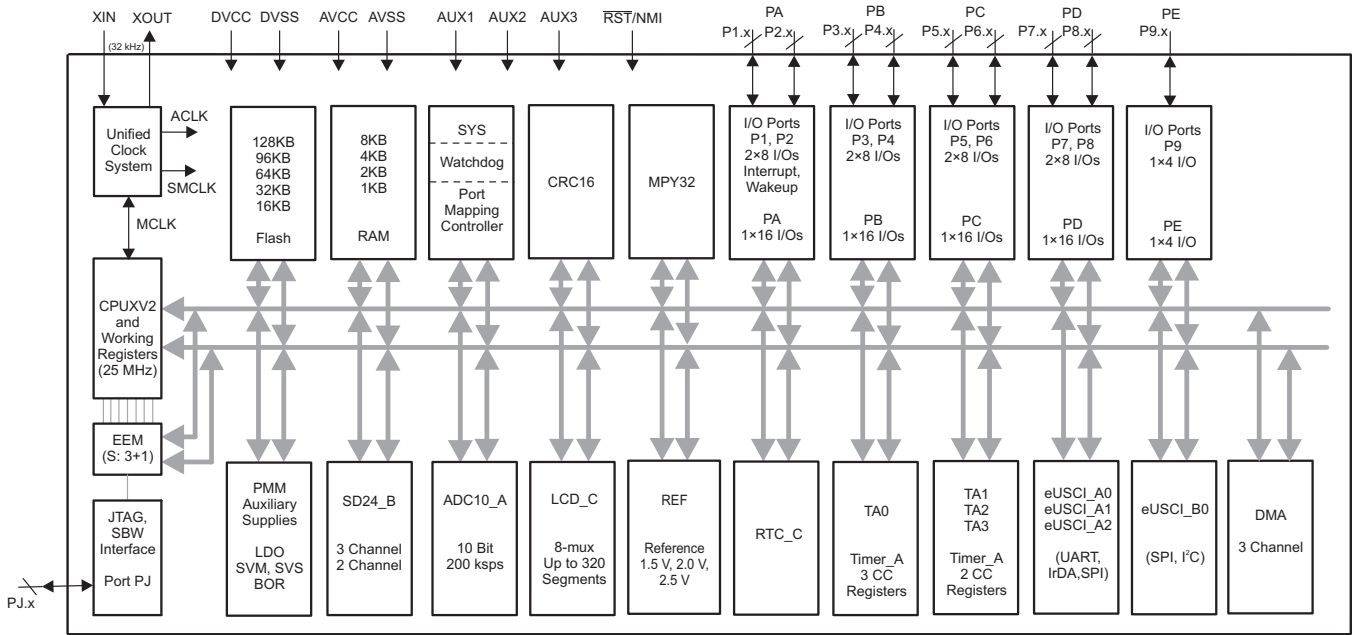 XIN
XOUT
(32 kHz)
DVCC
DVSS
AVCC
AVSS
AUX1
AUX2
AUX3
RST/NMI
PA
P1.x
P2.x
PB
P3.x
P4.x
PC
P5.x
P6.x
PD
P7.x
P8.x
PE
P9.x
Unified
Clock
System
ACLK
SMCLK
MCLK
128KB
96KB
64KB
32KB
16KB
Flash
8KB
4KB
2KB
1KB
RAM
SYS
Watchdog
Port
Mapping
Controller
CRC16
MPY32
I/O Ports
P1, P2
2×8 I/Os
Interrupt,
Wakeup
PA
1×16 I/Os
I/O Ports
P3, P4
2×8 I/Os
PB
1×16 I/Os
I/O Ports
P5, P6
2×8 I/Os
PC
1×16 I/Os
I/O Ports
P7, P8
2×8 I/Os
PD
1×16 I/Os
I/O Ports
P9
1×4 I/O
PE
1×4 I/O
CPUXV2
and
Working
Registers
(25 MHz)
EEM
(S: 3+1)
JTAG,
SBW
Interface
Port PJ
PJ.x
PMM
Auxiliary
Supplies
LDO
SVM, SVS
BOR
SD24_B
3 Channel
2 Channel
ADC10_A
10 Bit
200 ksps
LCD_C
8-mux
Up to 320
Segments
REF
Reference
1.5 V, 2.0 V,
2.5 V
RTC_C
TA0
Timer_A
3 CC
Registers
TA1
TA2
TA3
Timer_A
2 CC
Registers
eUSCI_A0
eUSCI_A1
eUSCI_A2
(UART,
IrDA,SPI)
eUSCI_B0
(SPI, I²C)
DMA
3 Channel